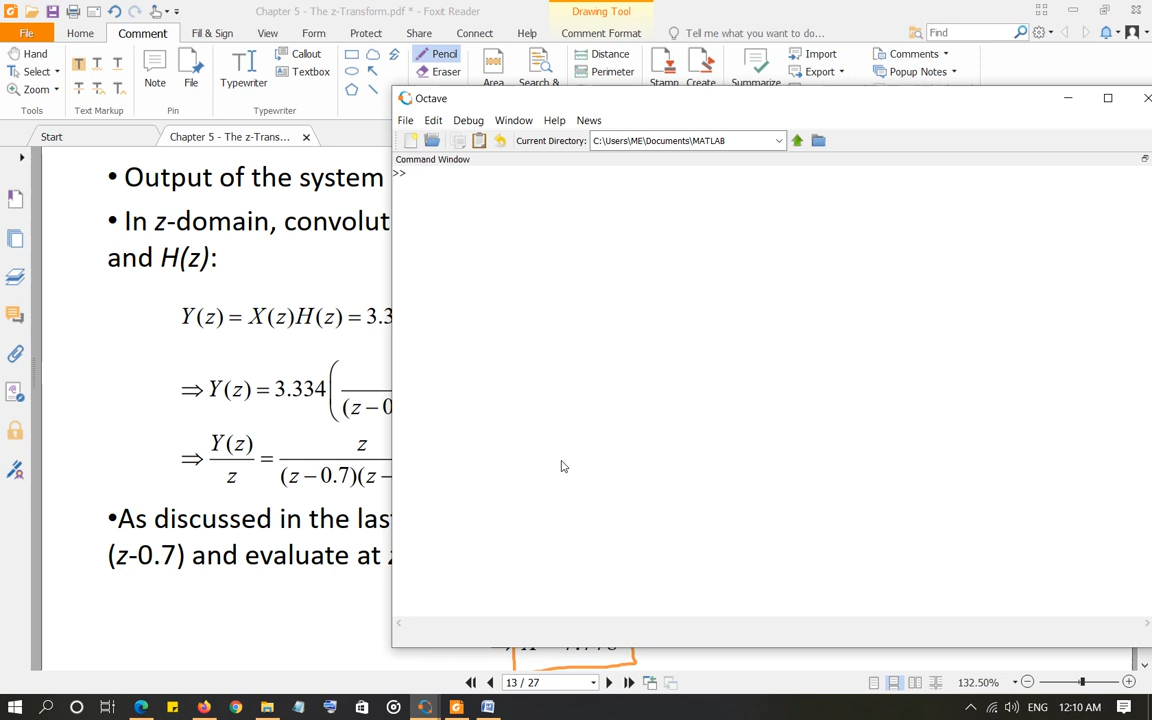 Chapter 5 - The z-Transform.pdf * - Foxit Reader
Drawing Tool
File Home Comment Fill & Sign View Form Protect Share Connect Help Comment Format Tell me what you want to do... Find
Hand
Select
Zoom
Tools
T T T
T T T
Text Markup
Note
File
Pin
Typewriter
Callout
Textbox
Typewriter
Pencil
Eraser
AREA
Distance
Perimeter
Import
Export
Comments
Popup Notes
Start
Chapter 5 - The z-Trans...
Octave
File Edit Debug Window Help News
Current Directory: C:\Users\ME\Documents\MATLAB
Command Window
>>
• Output of the system
• In z-domain, convolut
and H(z):
Y(z) = X(z)H(z) = 3.3
⇒ Y(z) = 3.334 (
(z − 0
⇒ Y(z)/z = z/(z − 0.7)(z −
•As discussed in the las
(z-0.7) and evaluate at
13 / 27
132.50%
ENG 12:10 AM